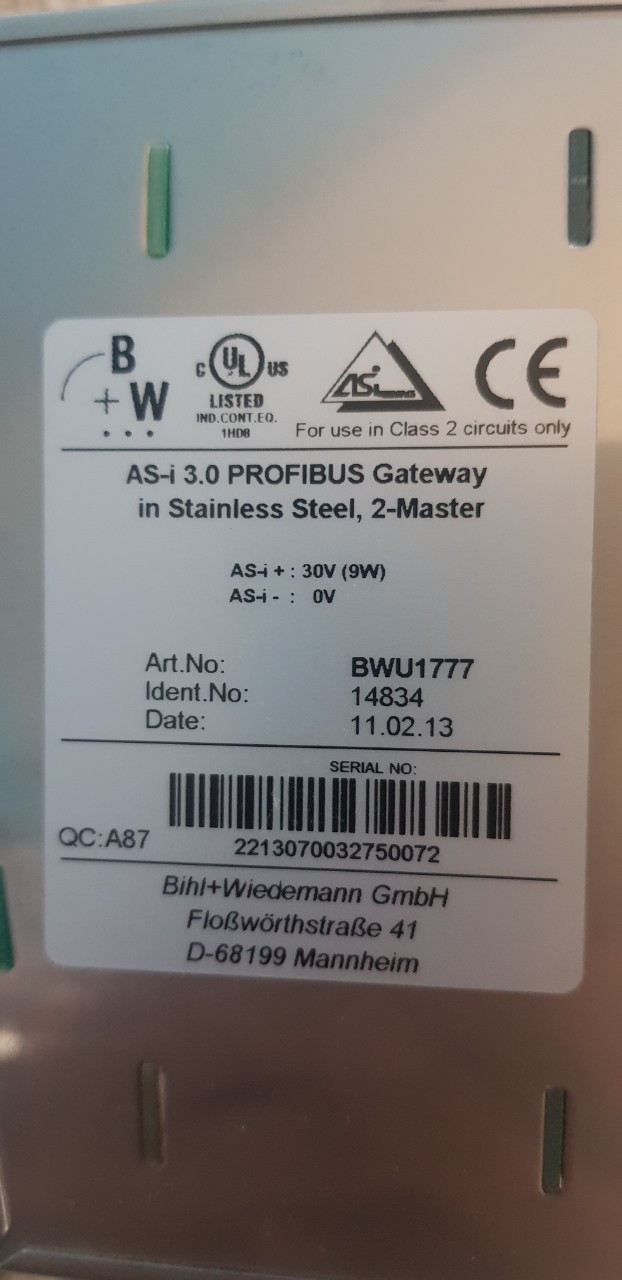 B
+W
C UL US
LISTED
IND.CONT.EQ.
1HDB
ASi
CE
For use in Class 2 circuits only
AS-i 3.0 PROFIBUS Gateway
in Stainless Steel, 2-Master
AS-i + : 30V (9W)
AS-i - : 0V
Art.No: BWU1777
Ident.No: 14834
Date: 11.02.13
SERIAL NO:
QC:A87
2213070032750072
Bihl+Wiedemann GmbH
Floßwörthstraße 41
D-68199 Mannheim